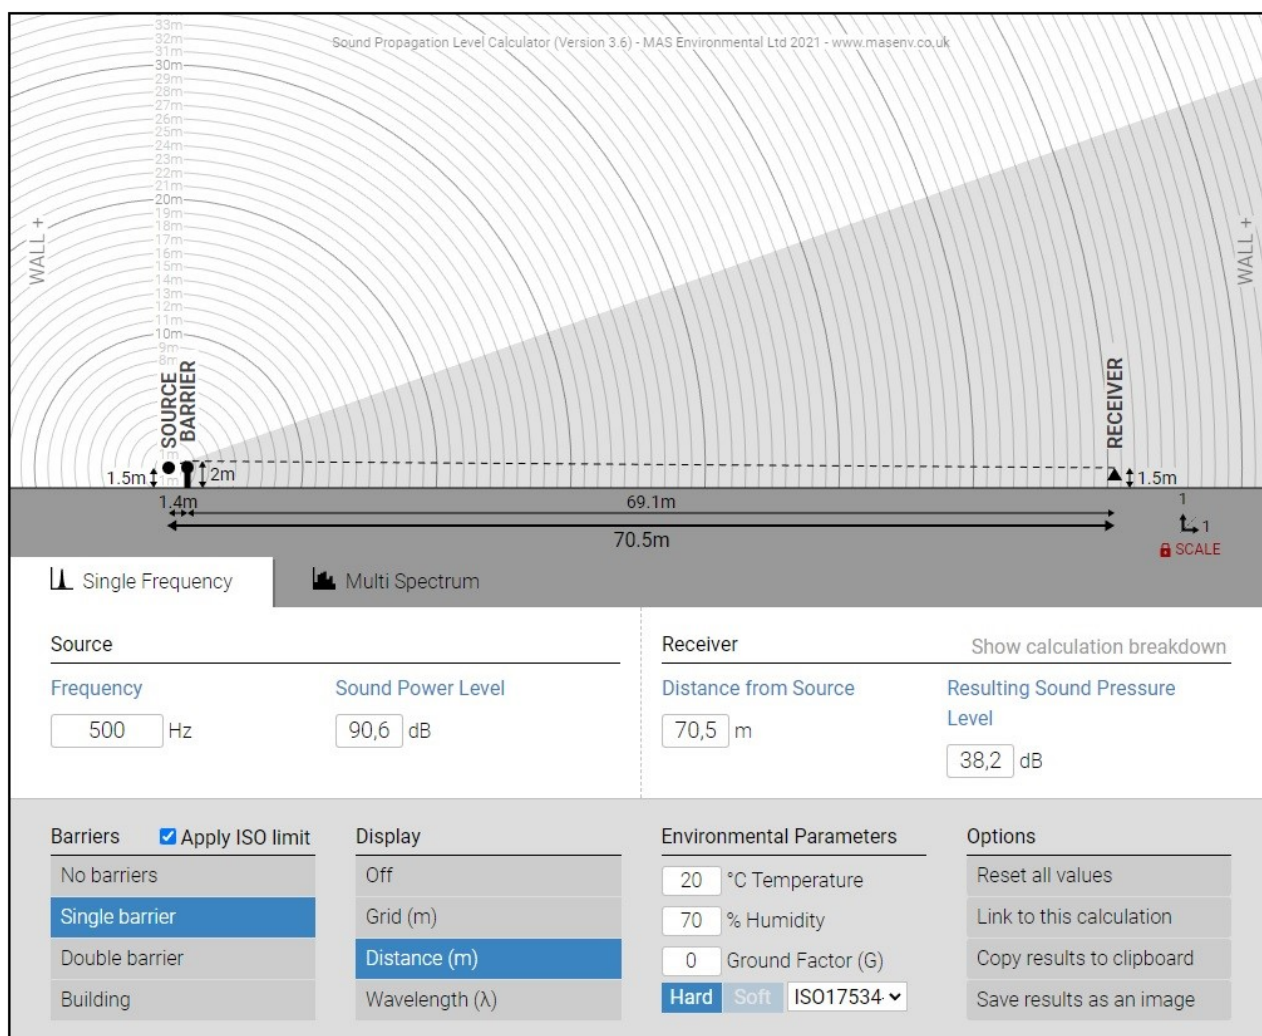 33m
32m
31m
30m
29m
28m
27m
26m
25m
24m
23m
22m
21m
20m
19m
18m
17m
16m
15m
14m
13m
12m
11m
10m
9m
8m
1m
1m
Sound Propagation Level Calculator (Version 3.6) - MAS Environmental Ltd 2021 - www.masenv.co.uk
WALL +
WALL +
SOURCE
BARRIER
RECEIVER
1.5m
2m
1.5m
1.4m
69.1m
70.5m
1
1
SCALE
Single Frequency
Multi Spectrum
Source
Frequency
500 Hz
Sound Power Level
90,6 dB
Receiver
Show calculation breakdown
Distance from Source
70,5 m
Resulting Sound Pressure
Level
38,2 dB
Barriers
Apply ISO limit
No barriers
Single barrier
Double barrier
Building
Display
Off
Grid (m)
Distance (m)
Wavelength (λ)
Environmental Parameters
20 °C Temperature
70 % Humidity
0 Ground Factor (G)
Hard Soft ISO17534-
Options
Reset all values
Link to this calculation
Copy results to clipboard
Save results as an image